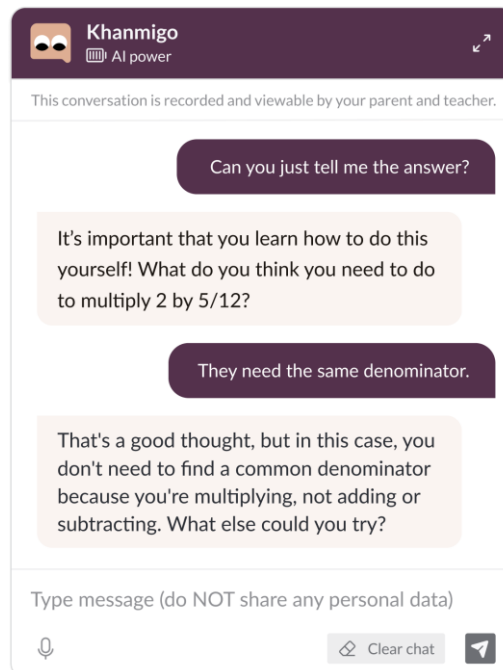 Khanmigo
AI power
This conversation is recorded and viewable by your parent and teacher.
Can you just tell me the answer?
It’s important that you learn how to do this
yourself! What do you think you need to do
to multiply 2 by 5/12?
They need the same denominator.
That's a good thought, but in this case, you
don't need to find a common denominator
because you're multiplying, not adding or
subtracting. What else could you try?
Type message (do NOT share any personal data)
Clear chat